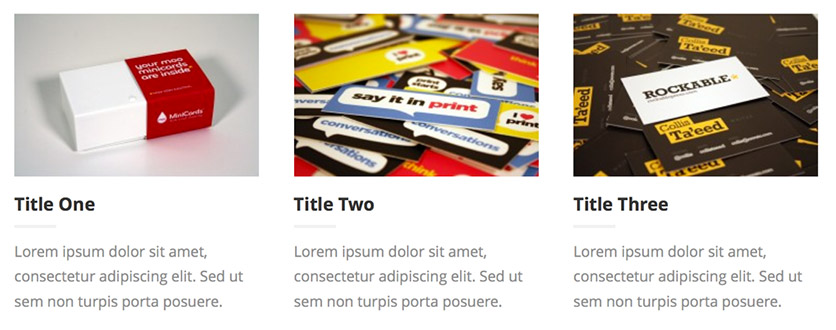 your moo
minicards
are inside
MiniCards
I ♥
print
say it in print
conversations
I ♥
Print
conversations
think
Collis
Ta'eed
ROCKABLE
Collis
Ta'eed
Title One
Title Two
Title Three
Lorem ipsum dolor sit amet,
consectetur adipiscing elit. Sed ut
sem non turpis porta posuere.
Lorem ipsum dolor sit amet,
consectetur adipiscing elit. Sed ut
sem non turpis porta posuere.
Lorem ipsum dolor sit amet,
consectetur adipiscing elit. Sed ut
sem non turpis porta posuere.